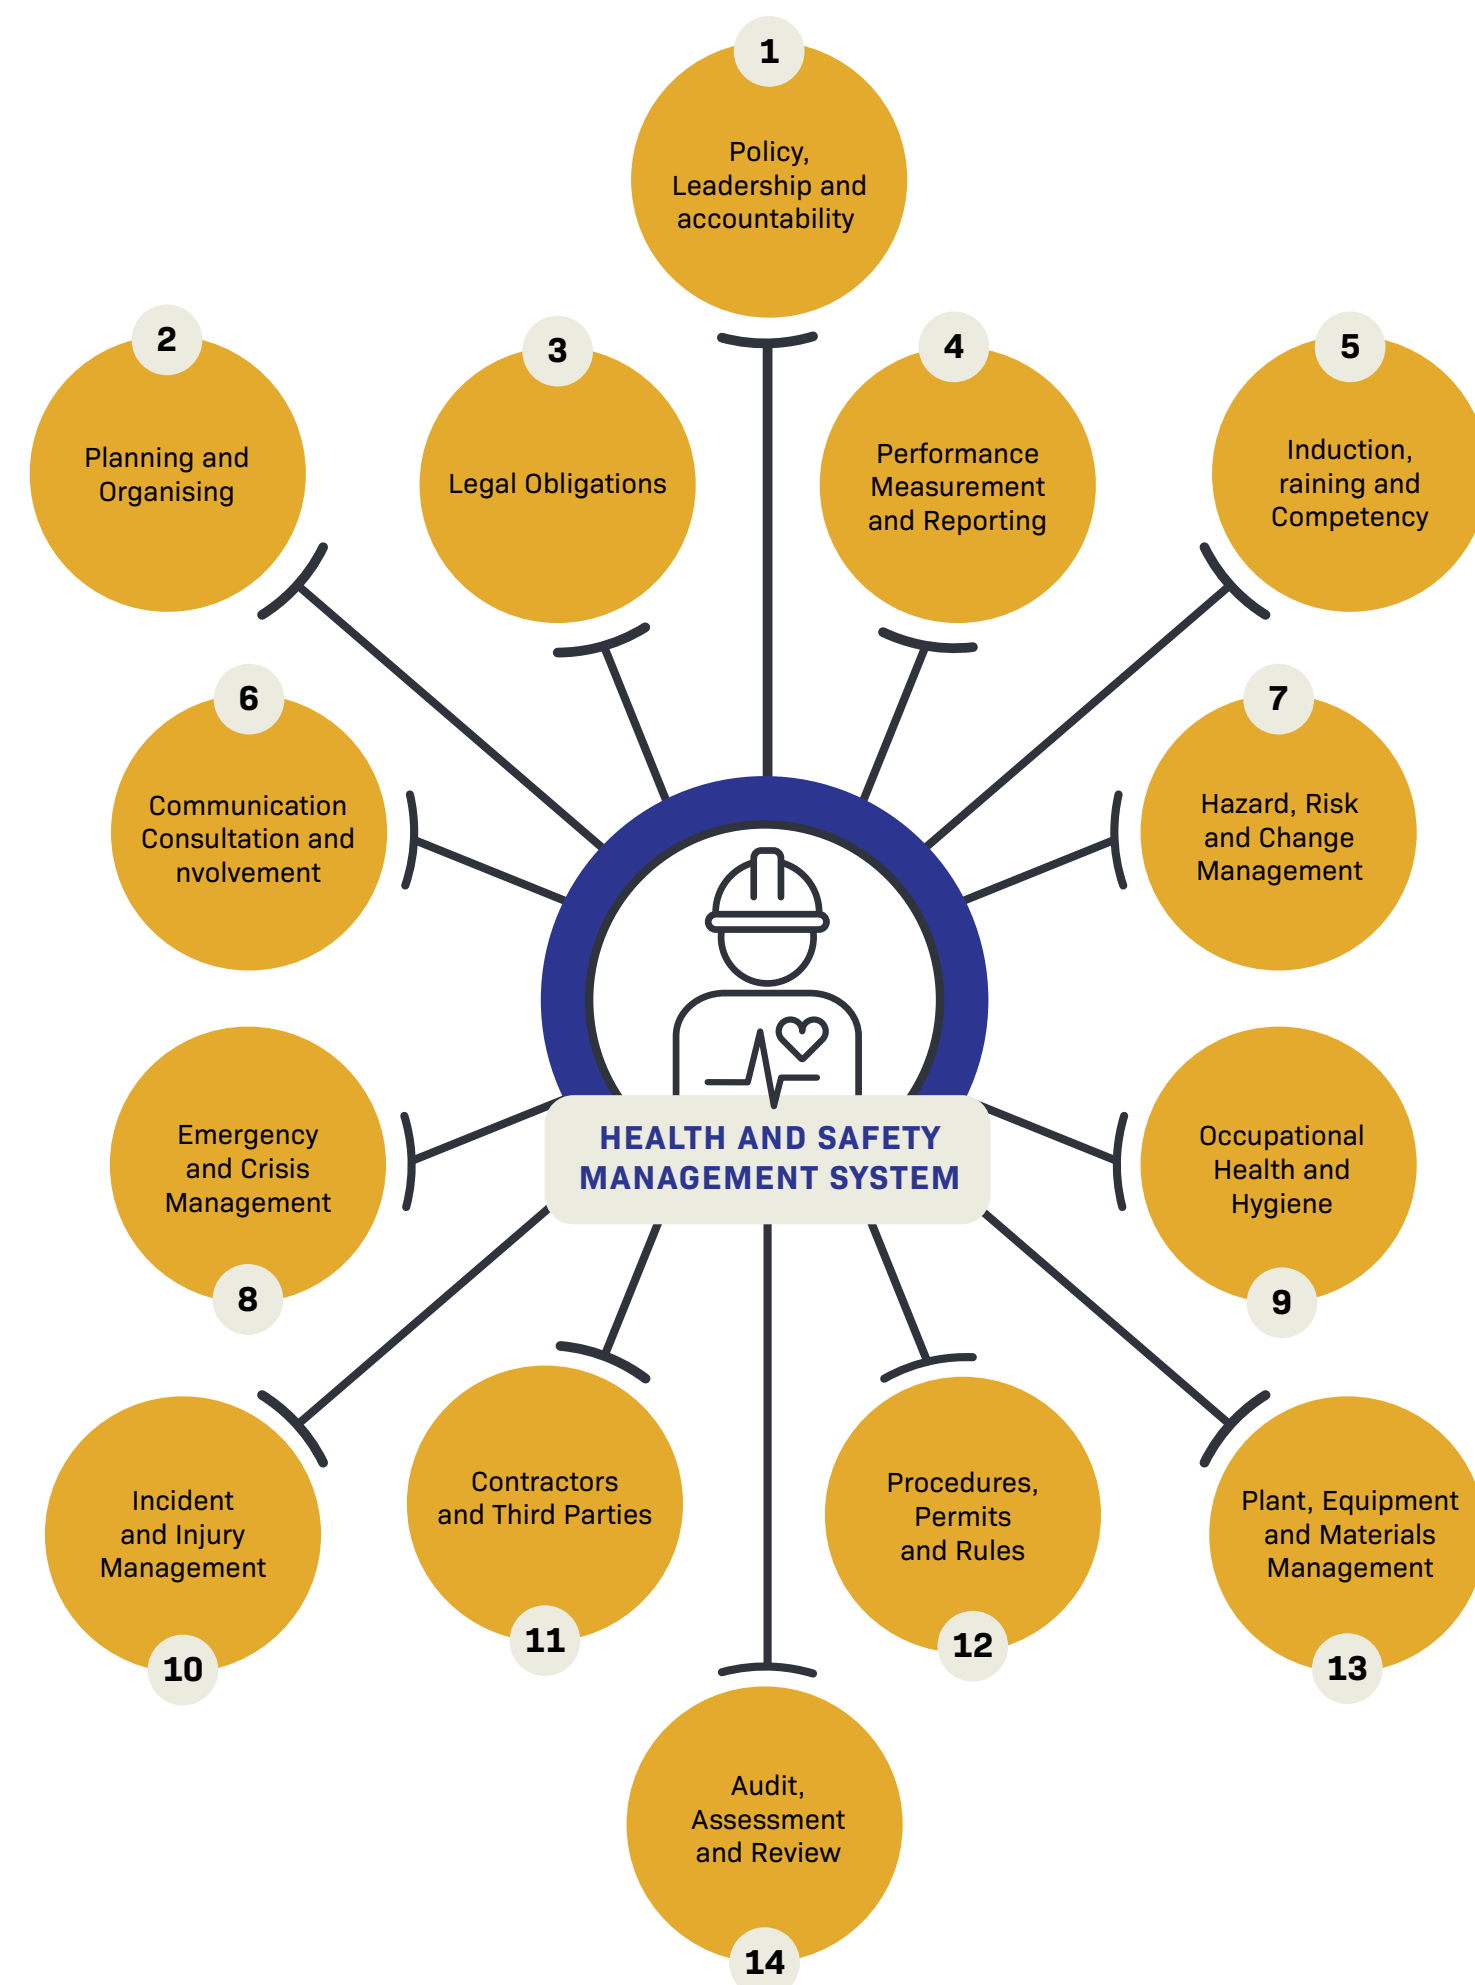 1
Policy,
Leadership and
accountability
2
Planning and
Organising
3
Legal Obligations
4
Performance
Measurement
and Reporting
5
Induction,
raining and
Competency
6
Communication
Consultation and
nvolvement
7
Hazard, Risk
and Change
Management
HEALTH AND SAFETY
MANAGEMENT SYSTEM
Emergency
and Crisis
Management
8
Occupational
Health and
Hygiene
9
Incident
and Injury
Management
10
Contractors
and Third Parties
11
Procedures,
Permits
and Rules
12
Plant, Equipment
and Materials
Management
13
Audit,
Assessment
and Review
14